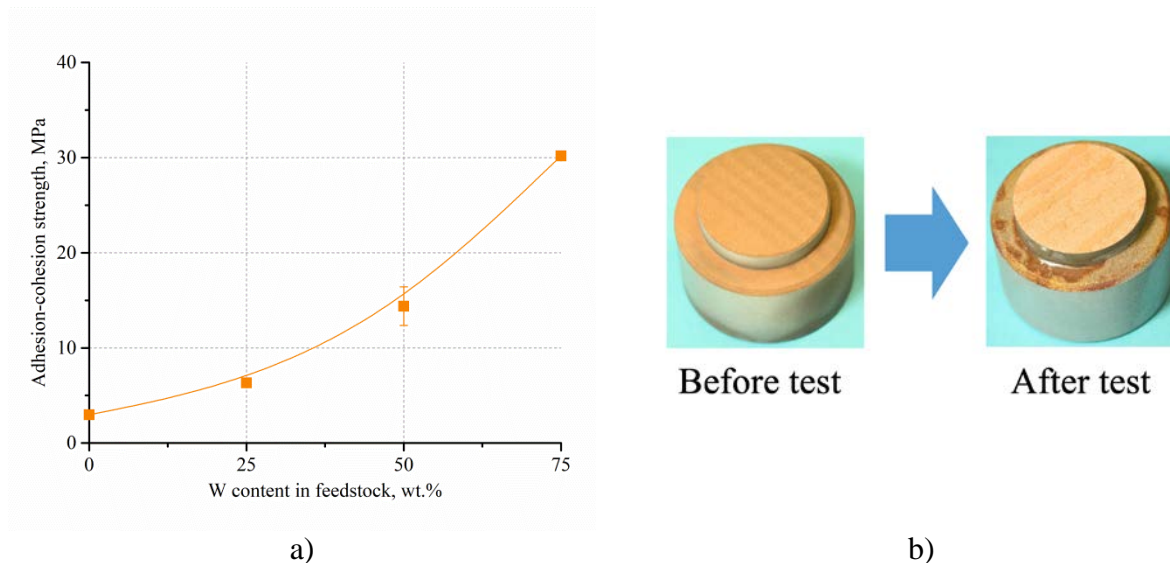 40
30
20
10
0
0
25
50
75
Adhesion-cohesion strength, MPa
W content in feedstock, wt.%
a)
Before test
After test
b)